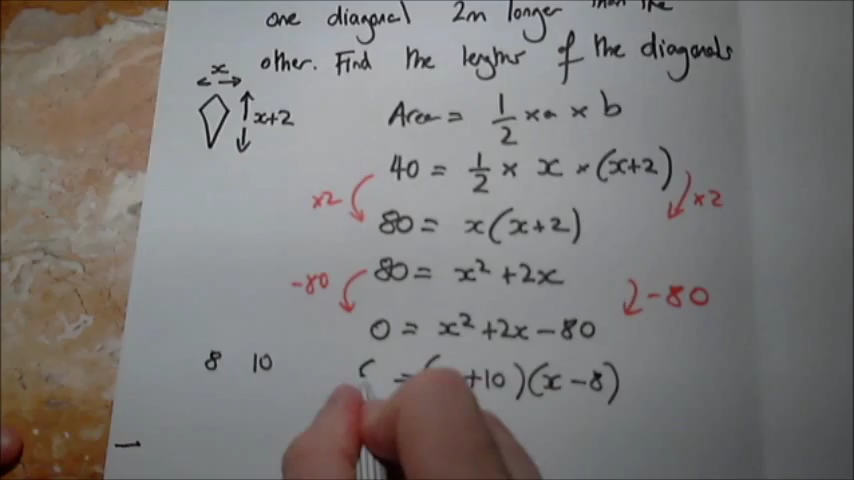 one diagonal 2m longer than the
other. Find the lengths of the diagonals
x
x+2
Area = 1/2 × a × b
40 = 1/2 × x × (x+2)
×2
×2
80 = x(x+2)
-80
80 = x² + 2x
-80
0 = x² + 2x - 80
8 10
= ( +10)(x - 8)